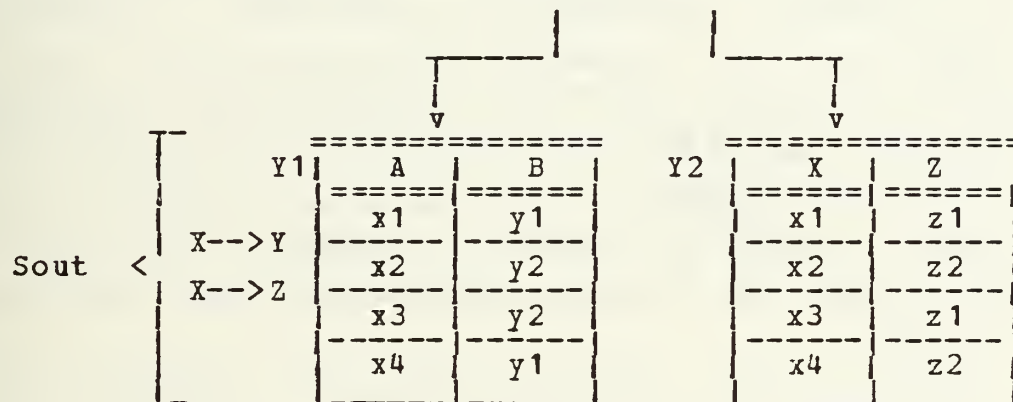 Y1 A B Y2 X Z
x1 y1 x1 z1
X-->Y
x2 y2 x2 z2
Sout <
X-->Z
x3 y2 x3 z1
x4 y1 x4 z2